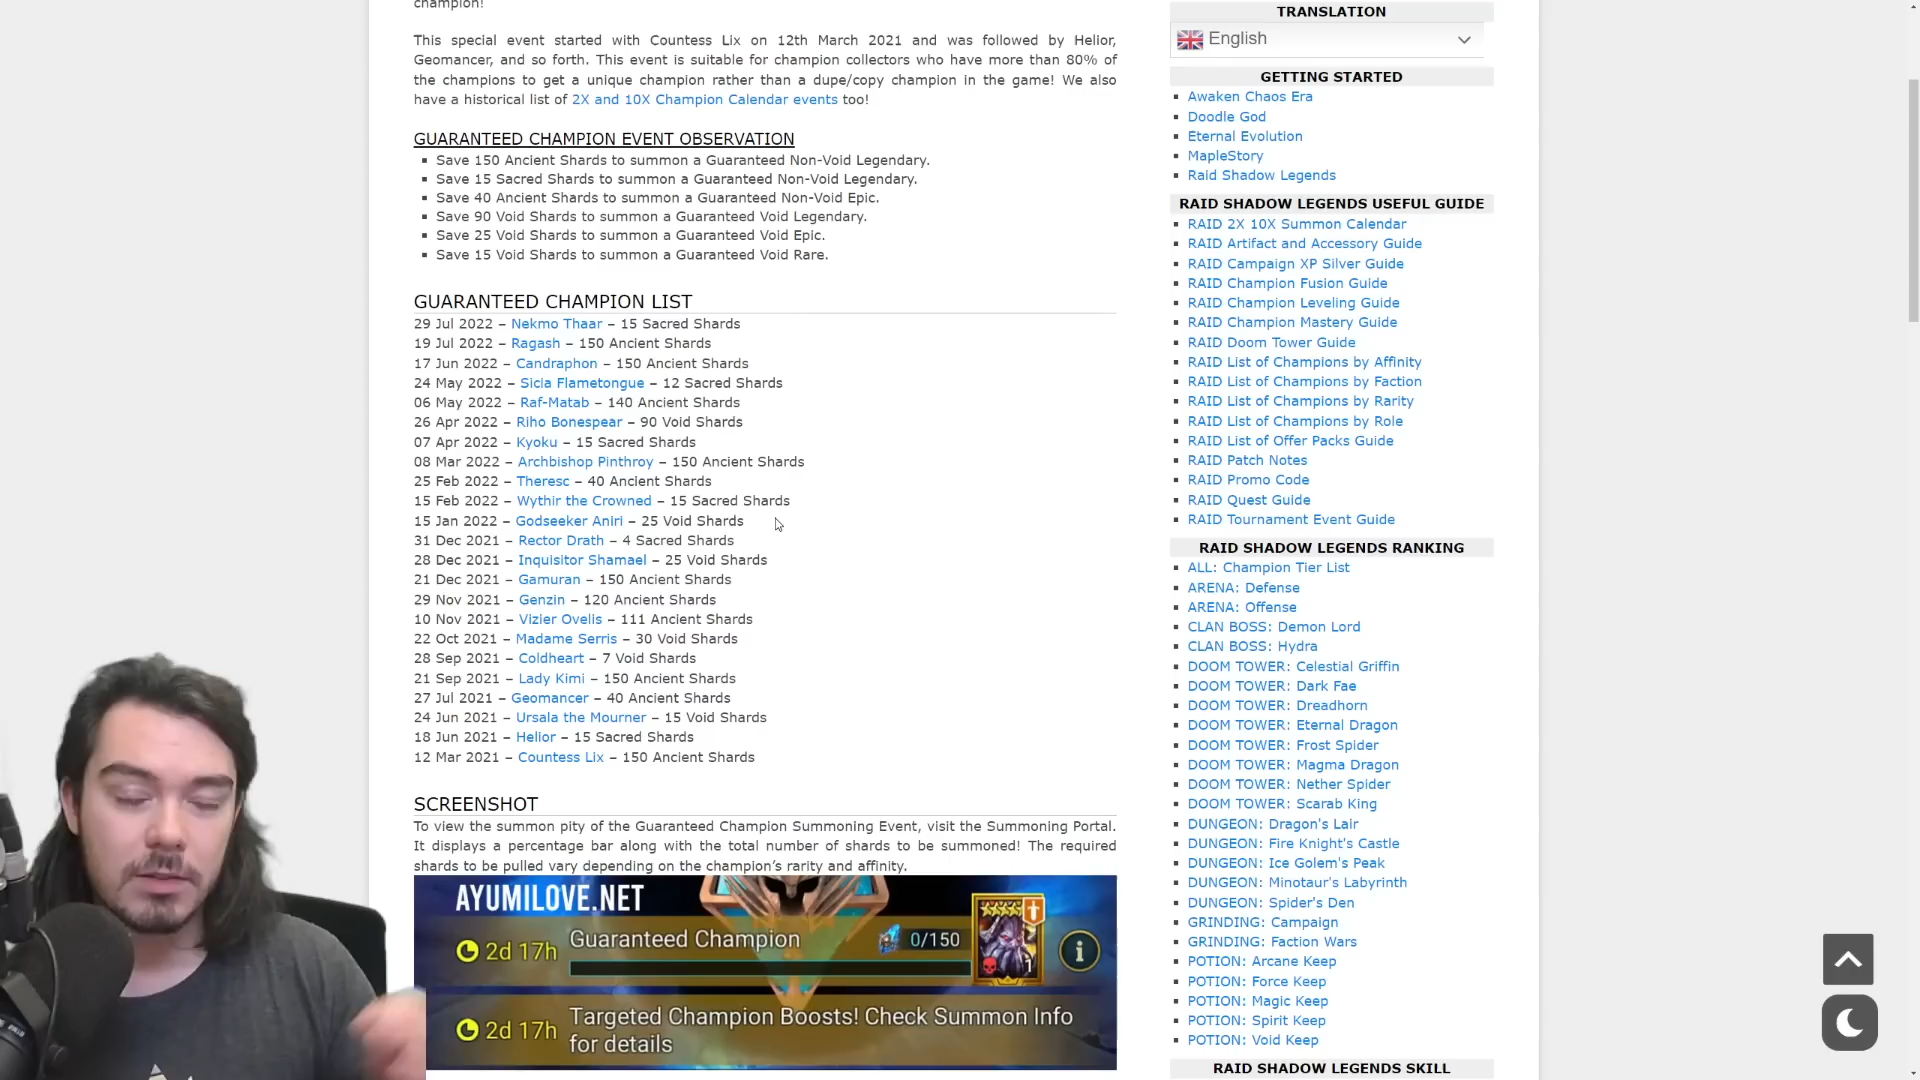 champion!
This special event started with Countess Lix on 12th March 2021 and was followed by Helior,
Geomancer, and so forth. This event is suitable for champion collectors who have more than 80% of
the champions to get a unique champion rather than a dupe/copy champion in the game! We also
have a historical list of 2X and 10X Champion Calendar events too!
GUARANTEED CHAMPION EVENT OBSERVATION
Save 150 Ancient Shards to summon a Guaranteed Non-Void Legendary.
Save 15 Sacred Shards to summon a Guaranteed Non-Void Legendary.
Save 40 Ancient Shards to summon a Guaranteed Non-Void Epic.
Save 90 Void Shards to summon a Guaranteed Void Legendary.
Save 25 Void Shards to summon a Guaranteed Void Epic.
Save 15 Void Shards to summon a Guaranteed Void Rare.
GUARANTEED CHAMPION LIST
29 Jul 2022 – Nekmo Thaar – 15 Sacred Shards
19 Jul 2022 – Ragash – 150 Ancient Shards
17 Jun 2022 – Candraphon – 150 Ancient Shards
24 May 2022 – Sicia Flametongue – 12 Sacred Shards
06 May 2022 – Raf-Matab – 140 Ancient Shards
26 Apr 2022 – Riho Bonespear – 90 Void Shards
07 Apr 2022 – Kyoku – 15 Sacred Shards
08 Mar 2022 – Archbishop Pinthroy – 150 Ancient Shards
25 Feb 2022 – Theresc – 40 Ancient Shards
15 Feb 2022 – Wythir the Crowned – 15 Sacred Shards
15 Jan 2022 – Godseeker Aniri – 25 Void Shards
31 Dec 2021 – Rector Drath – 4 Sacred Shards
28 Dec 2021 – Inquisitor Shamael – 25 Void Shards
21 Dec 2021 – Gamuran – 150 Ancient Shards
29 Nov 2021 – Genzin – 120 Ancient Shards
10 Nov 2021 – Vizier Ovelis – 111 Ancient Shards
22 Oct 2021 – Madame Serris – 30 Void Shards
28 Sep 2021 – Coldheart – 7 Void Shards
21 Sep 2021 – Lady Kimi – 150 Ancient Shards
27 Jul 2021 – Geomancer – 40 Ancient Shards
24 Jun 2021 – Ursala the Mourner – 15 Void Shards
18 Jun 2021 – Helior – 15 Sacred Shards
12 Mar 2021 – Countess Lix – 150 Ancient Shards
SCREENSHOT
To view the summon pity of the Guaranteed Champion Summoning Event, visit the Summoning Portal.
It displays a percentage bar along with the total number of shards to be summoned! The required
shards to be pulled vary depending on the champion's rarity and affinity.
AYUMILOVE.NET
2d 17h Guaranteed Champion 0/150
1
i
2d 17h Targeted Champion Boosts! Check Summon Info
for details
TRANSLATION
English
GETTING STARTED
Awaken Chaos Era
Doodle God
Eternal Evolution
MapleStory
Raid Shadow Legends
RAID SHADOW LEGENDS USEFUL GUIDE
RAID 2X 10X Summon Calendar
RAID Artifact and Accessory Guide
RAID Campaign XP Silver Guide
RAID Champion Fusion Guide
RAID Champion Leveling Guide
RAID Champion Mastery Guide
RAID Doom Tower Guide
RAID List of Champions by Affinity
RAID List of Champions by Faction
RAID List of Champions by Rarity
RAID List of Champions by Role
RAID List of Offer Packs Guide
RAID Patch Notes
RAID Promo Code
RAID Quest Guide
RAID Tournament Event Guide
RAID SHADOW LEGENDS RANKING
ALL: Champion Tier List
ARENA: Defense
ARENA: Offense
CLAN BOSS: Demon Lord
CLAN BOSS: Hydra
DOOM TOWER: Celestial Griffin
DOOM TOWER: Dark Fae
DOOM TOWER: Dreadhorn
DOOM TOWER: Eternal Dragon
DOOM TOWER: Frost Spider
DOOM TOWER: Magma Dragon
DOOM TOWER: Nether Spider
DOOM TOWER: Scarab King
DUNGEON: Dragon's Lair
DUNGEON: Fire Knight's Castle
DUNGEON: Ice Golem's Peak
DUNGEON: Minotaur's Labyrinth
DUNGEON: Spider's Den
GRINDING: Campaign
GRINDING: Faction Wars
POTION: Arcane Keep
POTION: Force Keep
POTION: Magic Keep
POTION: Spirit Keep
POTION: Void Keep
RAID SHADOW LEGENDS SKILL